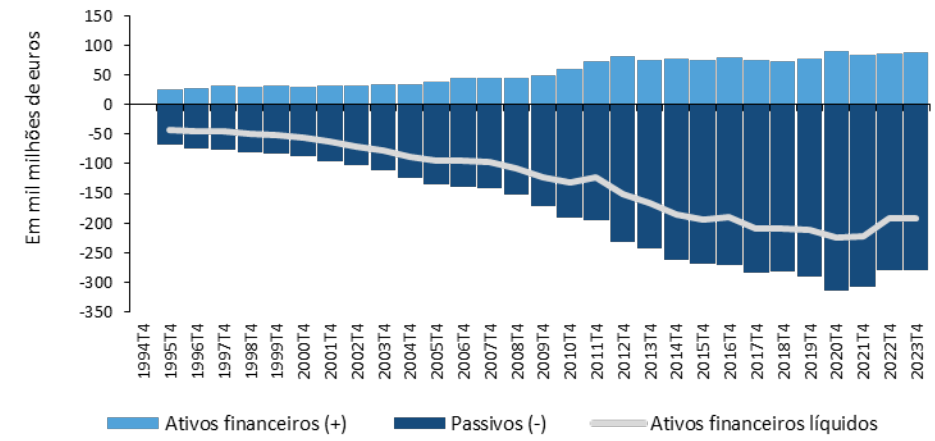 Em mil milhões de euros
150
100
50
0
-50
-100
-150
-200
-250
-300
-350
1994T4
1995T4
1996T4
1997T4
1998T4
1999T4
2000T4
2001T4
2002T4
2003T4
2004T4
2005T4
2006T4
2007T4
2008T4
2009T4
2010T4
2011T4
2012T4
2013T4
2014T4
2015T4
2016T4
2017T4
2018T4
2019T4
2020T4
2021T4
2022T4
2023T4
Ativos financeiros (+) Passivos (-) Ativos financeiros líquidos